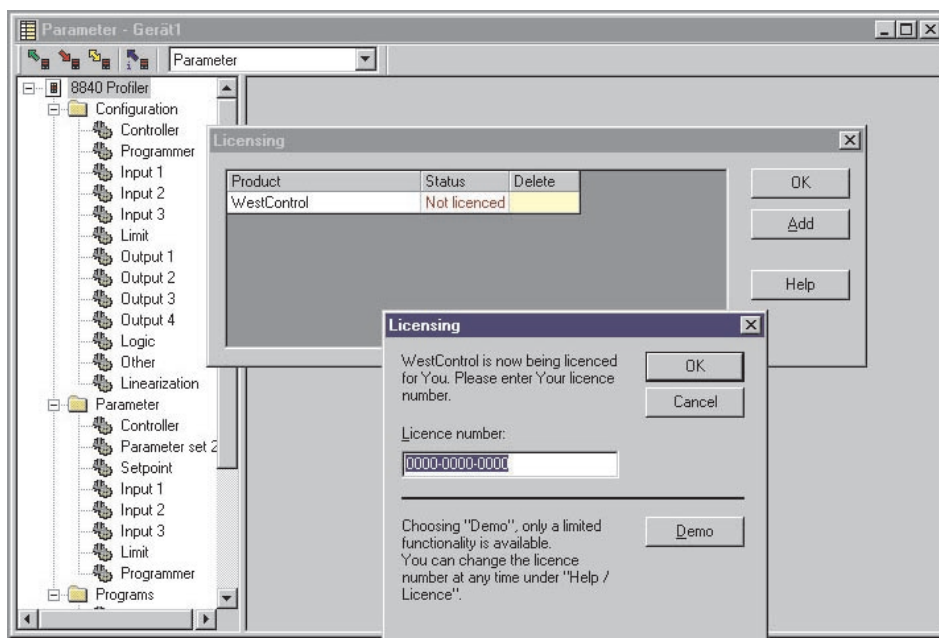 Parameter - Gerät1
Parameter
8840 Profiler
Configuration
Controller
Programmer
Input 1
Input 2
Input 3
Limit
Output 1
Output 2
Output 3
Output 4
Logic
Other
Linearization
Parameter
Controller
Parameter set 2
Setpoint
Input 1
Input 2
Input 3
Limit
Programmer
Programs
Licensing
Product Status Delete
WestControl Not licenced
OK
Add
Help
Licensing
WestControl is now being licenced
for You. Please enter Your licence
number.
OK
Cancel
Licence number:
0000-0000-0000
Choosing "Demo", only a limited
functionality is available.
You can change the licence
number at any time under "Help /
Licence".
Demo